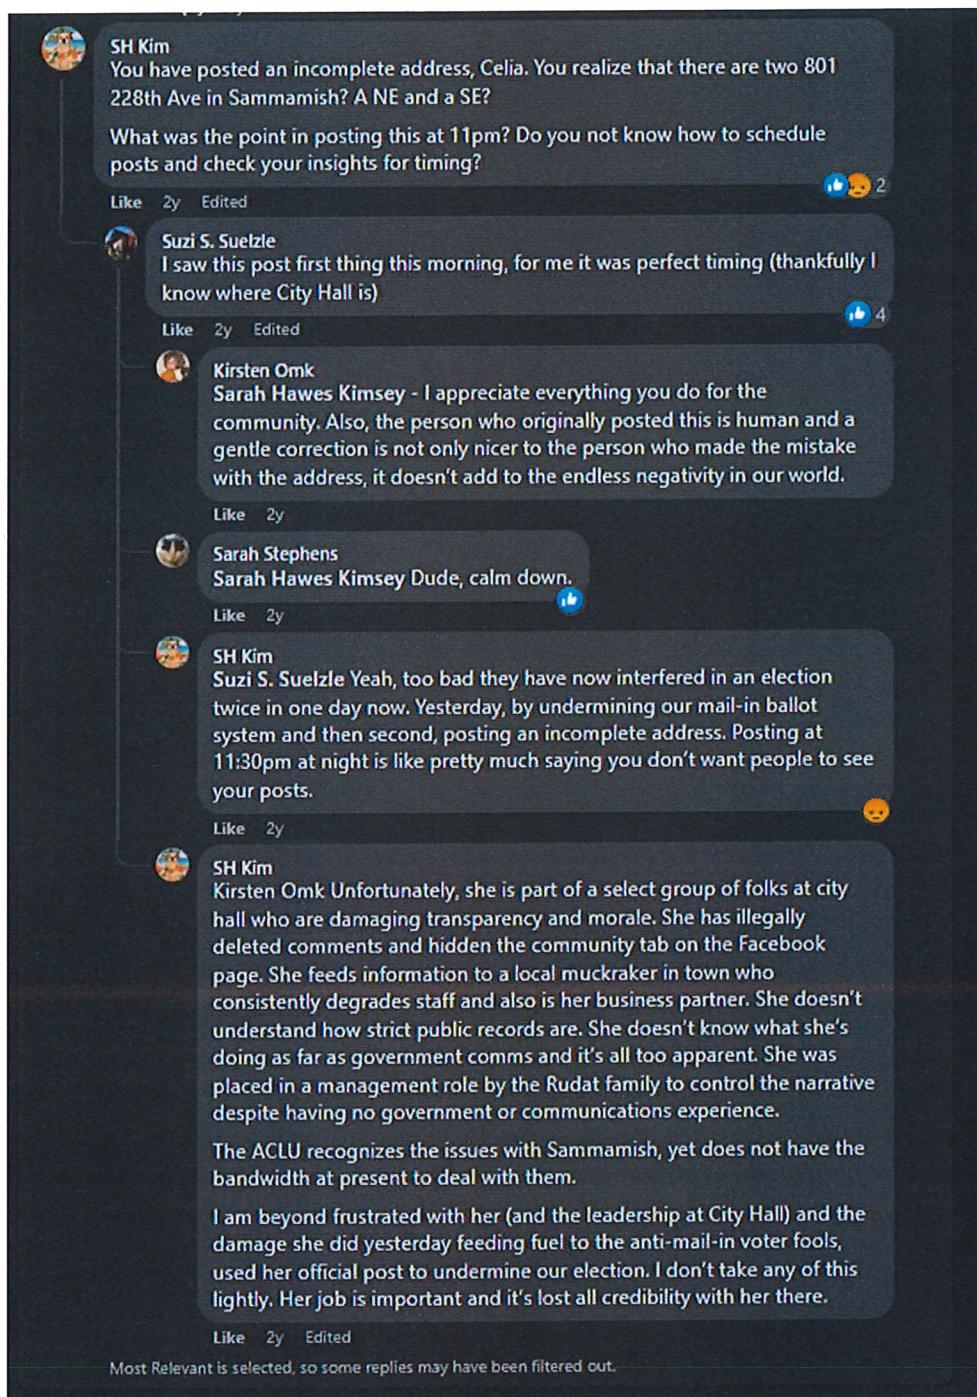 SH Kim
You have posted an incomplete address, Celia. You realize that there are two 801
228th Ave in Sammamish? A NE and a SE?
What was the point in posting this at 11pm? Do you not know how to schedule
posts and check your insights for timing?
2
Like 2y Edited
Suzi S. Suelzle
I saw this post first thing this morning, for me it was perfect timing (thankfully I
know where City Hall is)
4
Like 2y Edited
Kirsten Omk
Sarah Hawes Kimsey - I appreciate everything you do for the
community. Also, the person who originally posted this is human and a
gentle correction is not only nicer to the person who made the mistake
with the address, it doesn't add to the endless negativity in our world.
Like 2y
Sarah Stephens
Sarah Hawes Kimsey Dude, calm down.
Like 2y
SH Kim
Suzi S. Suelzle Yeah, too bad they have now interfered in an election
twice in one day now. Yesterday, by undermining our mail-in ballot
system and then second, posting an incomplete address. Posting at
11:30pm at night is like pretty much saying you don't want people to see
your posts.
Like 2y
SH Kim
Kirsten Omk Unfortunately, she is part of a select group of folks at city
hall who are damaging transparency and morale. She has illegally
deleted comments and hidden the community tab on the Facebook
page. She feeds information to a local muckraker in town who
consistently degrades staff and also is her business partner. She doesn't
understand how strict public records are. She doesn't know what she's
doing as far as government comms and it's all too apparent. She was
placed in a management role by the Rudat family to control the narrative
despite having no government or communications experience.
The ACLU recognizes the issues with Sammamish, yet does not have the
bandwidth at present to deal with them.
I am beyond frustrated with her (and the leadership at City Hall) and the
damage she did yesterday feeding fuel to the anti-mail-in voter fools,
used her official post to undermine our election. I don't take any of this
lightly. Her job is important and it's lost all credibility with her there.
Like 2y Edited
Most Relevant is selected, so some replies may have been filtered out.